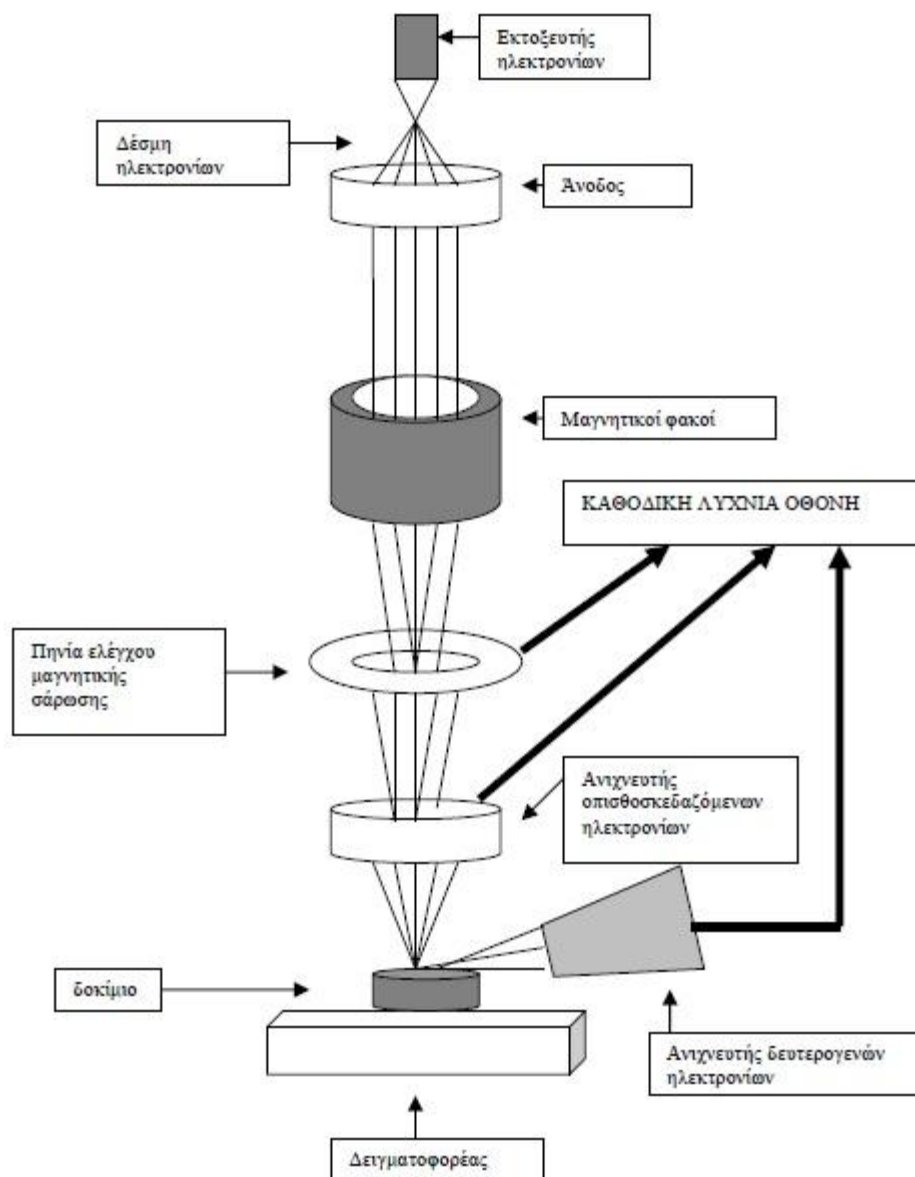 Εκτοξευτής
ηλεκτρονίων
Δέσμη
ηλεκτρονίων
Άνοδος
Μαγνητικοί φακοί
ΚΑΘΟΔΙΚΗ ΛΥΧΝΙΑ ΟΘΟΝΗ
Πηνία ελέγχου
μαγνητικής
σάρωσης
Ανιχνευτής
οπισθοσκεδαζόμενων
ηλεκτρονίων
δοκίμιο
Ανιχνευτής δευτερογενών
ηλεκτρονίων
Δειγματοφορέας